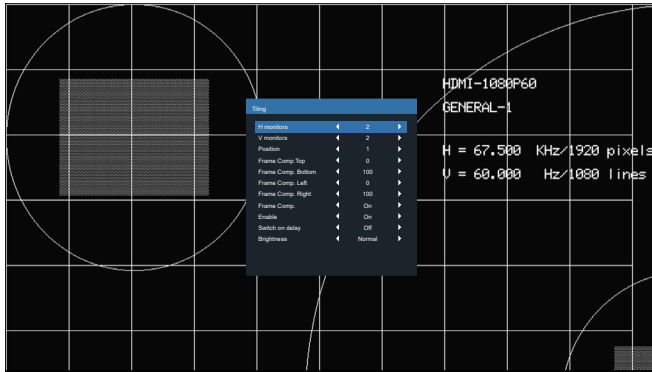 HDMI-1080P60
GENERAL-1
H = 67.500 KHz/1920 pixels
V = 60.000 Hz/1080 lines
Tiling
H monitors 2
V monitors 2
Position 1
Frame Comp.Top 0
Frame Comp. Bottom 100
Frame Comp. Left 0
Frame Comp. Right 100
Frame Comp. On
Enable On
Switch on delay Off
Brightness Normal